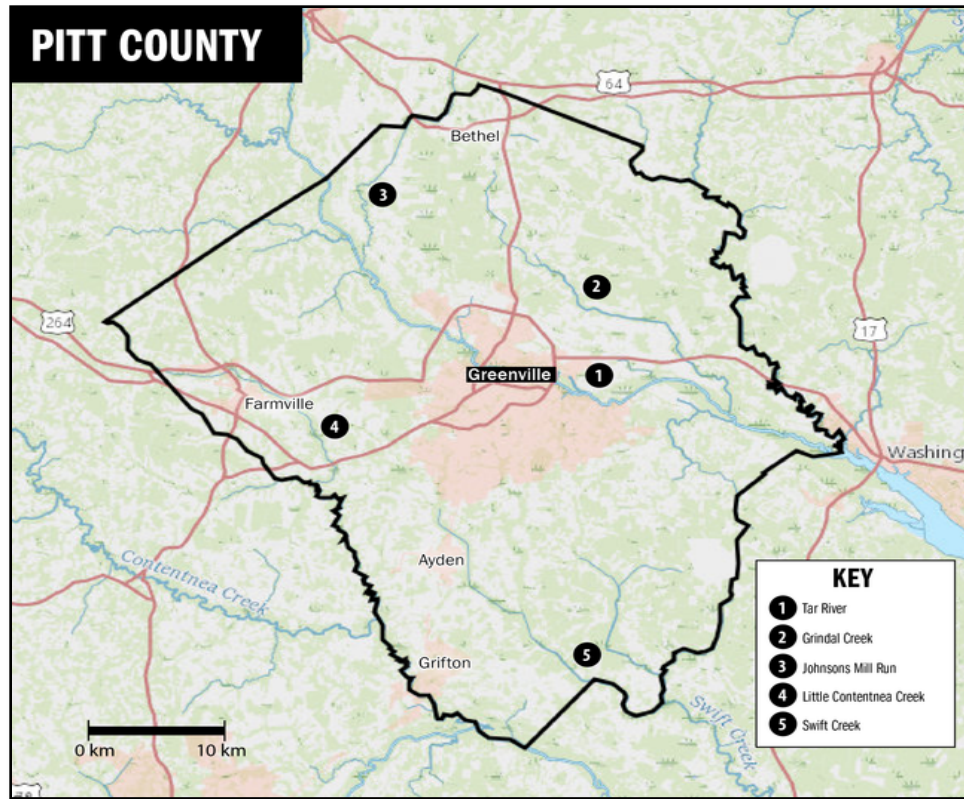 PITT COUNTY
64
Bethel
3
2
264
17
Greenville
1
Farmville
4
Washing
Contentnea Creek
Ayden
5
Grifton
Swift Creek
KEY
1 Tar River
2 Grindal Creek
3 Johnsons Mill Run
4 Little Contentnea Creek
5 Swift Creek
0 km
10 km